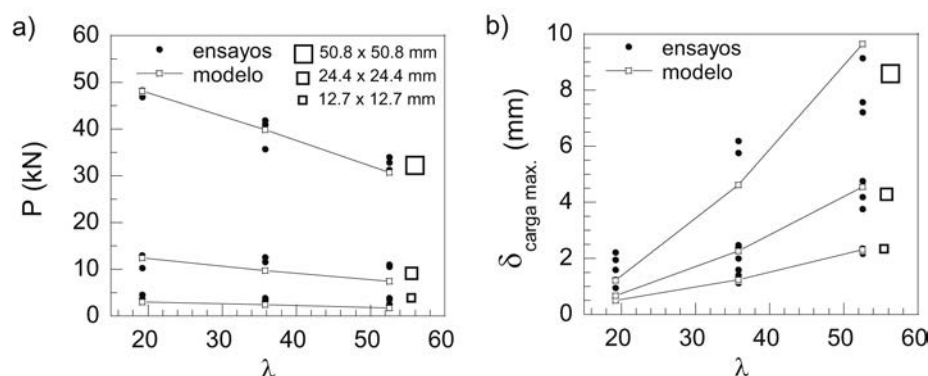 a)
60
50
40
30
20
10
0
P (kN)
ensayos
modelo
50.8 x 50.8 mm
24.4 x 24.4 mm
12.7 x 12.7 mm
20 30 40 50 60
λ
b)
10
8
6
4
2
0
δcarga max. (mm)
ensayos
modelo
20 30 40 50 60
λ